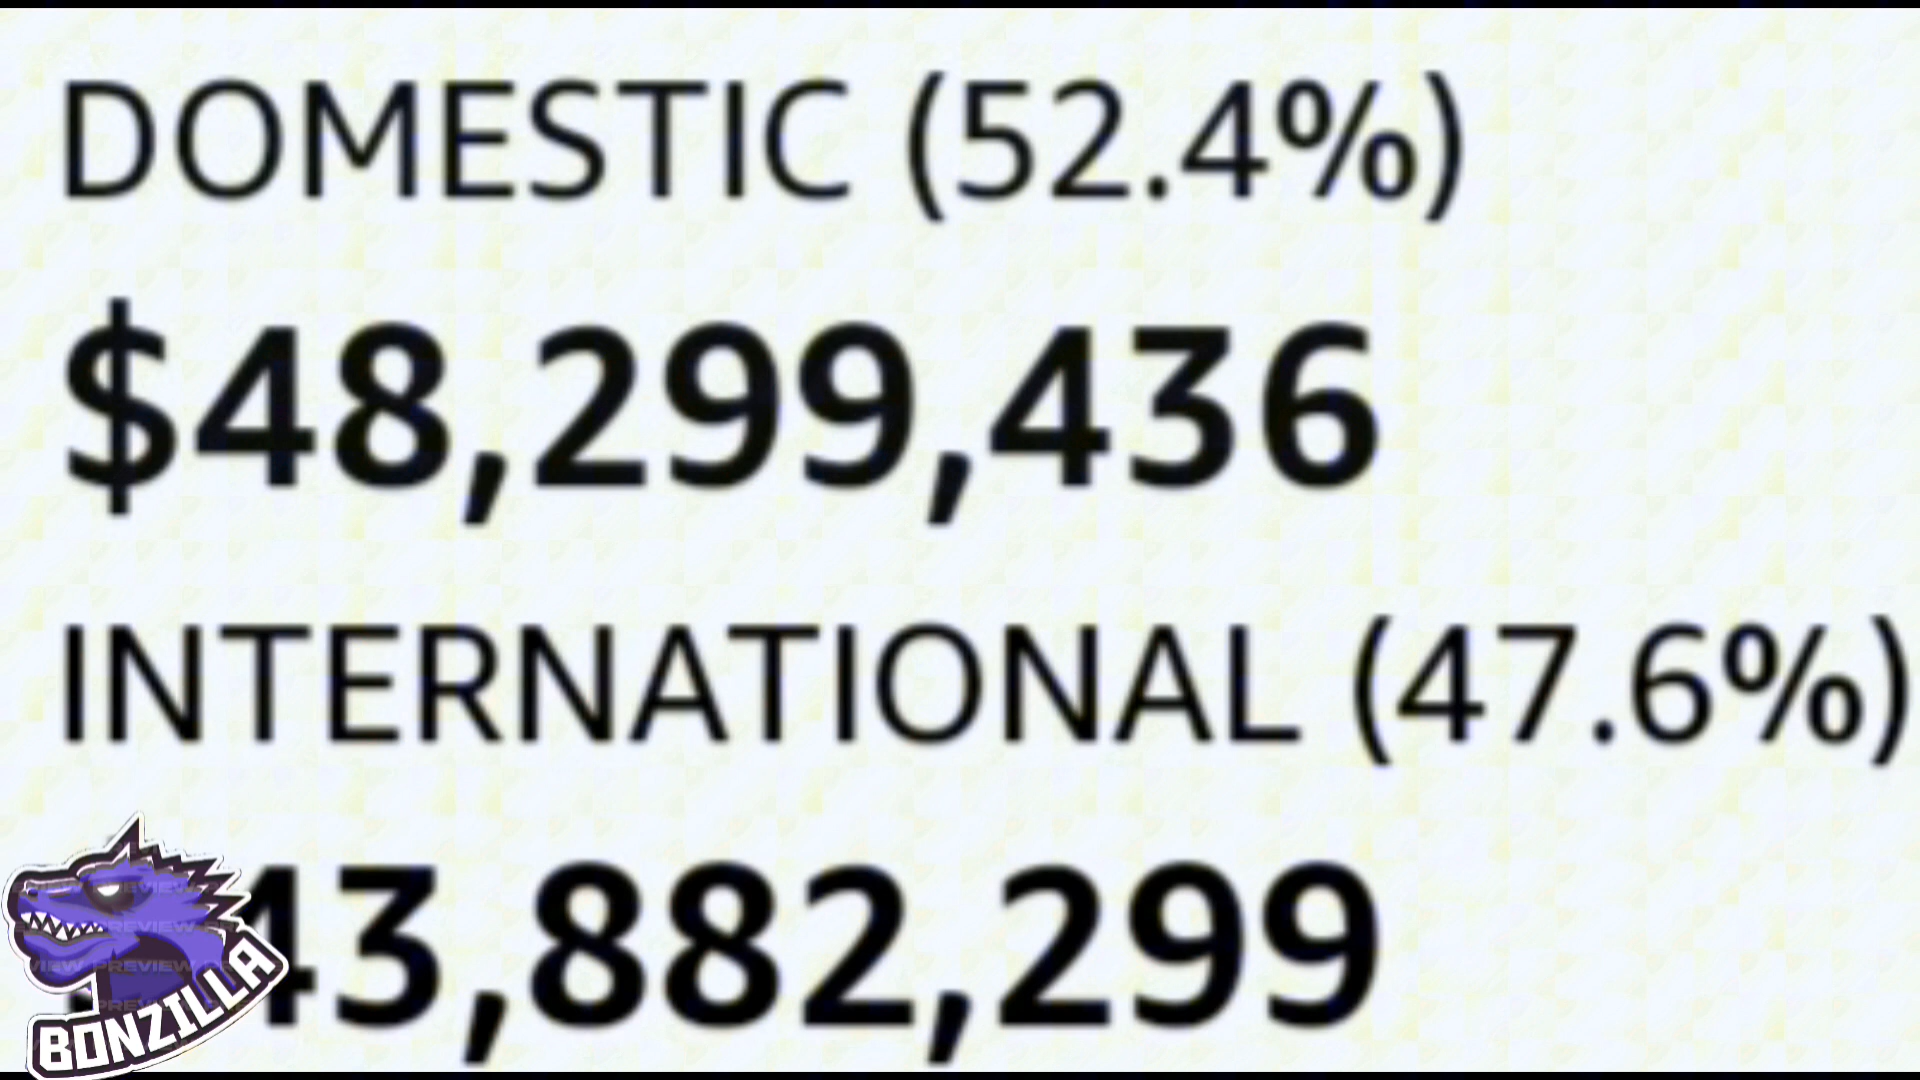 DOMESTIC (52.4%)
$48,299,436
INTERNATIONAL (47.6%)
43,882,299
BONZILLA